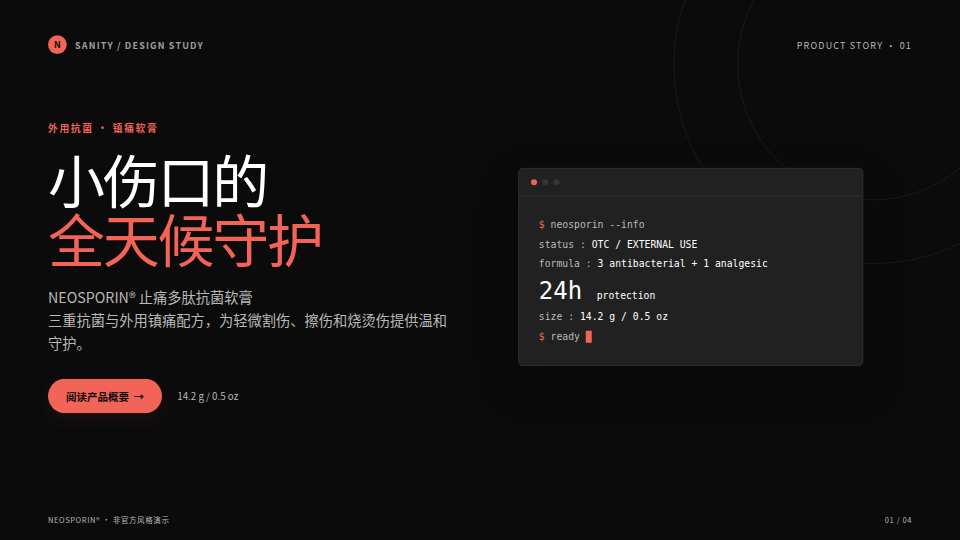 N SANITY / DESIGN STUDY
PRODUCT STORY • 01
外用抗菌 · 镇痛软膏
小伤口的
全天候守护
NEOSPORIN® 止痛多肽抗菌软膏
三重抗菌与外用镇痛配方，为轻微割伤、擦伤和烧烫伤提供温和
守护。
阅读产品概要 →
14.2 g / 0.5 oz
$ neosporin --info
status : OTC / EXTERNAL USE
formula : 3 antibacterial + 1 analgesic
24h protection
size : 14.2 g / 0.5 oz
$ ready
NEOSPORIN® · 非官方风格演示
01 / 04